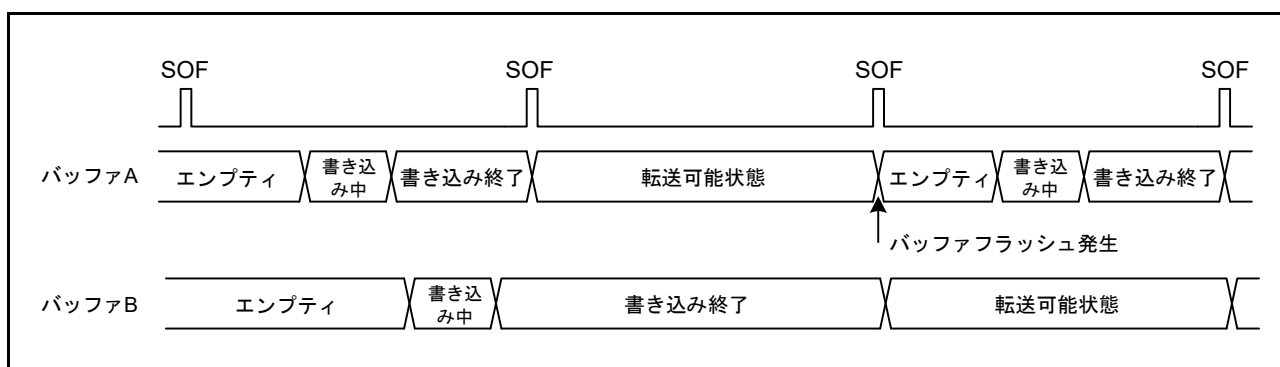 SOF SOF SOF SOF
バッファA エンプティ 書き込み中 書き込み終了 転送可能状態 エンプティ 書き込み中 書き込み終了
バッファフラッシュ発生
バッファB エンプティ 書き込み中 書き込み終了 転送可能状態